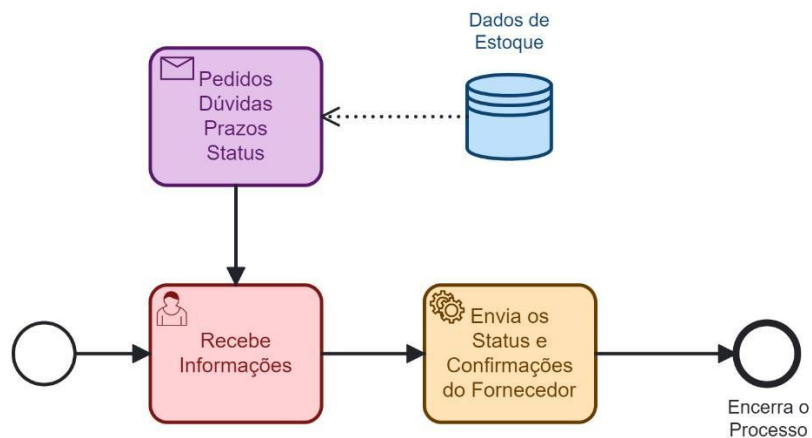 Dados de
Estoque
Pedidos
Dúvidas
Prazos
Status
Recebe
Informações
Envia os
Status e
Confirmações
do Fornecedor
Encerra o
Processo